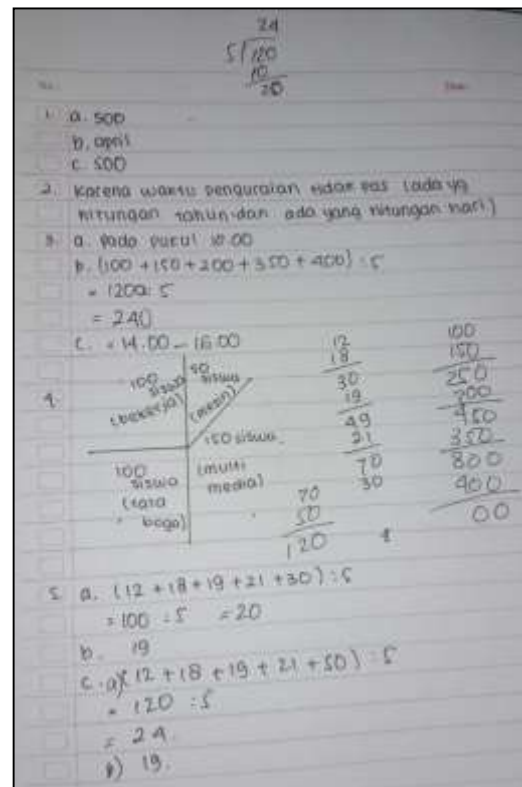 24
5/120
10
20
1. a. 500
b. april
c. 500
2. Karena waktu penguraian tidak pas (ada yg
hitungan tahun dan ada yang hitungan hari)
3. a. Pada pukul 10.00
b. (100 + 150 + 200 + 350 + 400) : 5
= 1200 : 5
= 240
c. = 14.00 - 16.00
4.
100 siswa (bekerja)
50 siswa (mesin)
150 siswa (multi media)
100 siswa (tata boga)
12
18
30
19
49
21
70
30
70
50
120
100
150
250
200
450
350
800
400
00
5. a. (12 + 18 + 19 + 21 + 30) : 5
= 100 : 5 = 20
b. 19
c. a) (12 + 18 + 19 + 21 + 50) : 5
= 120 : 5
= 24
b) 19.